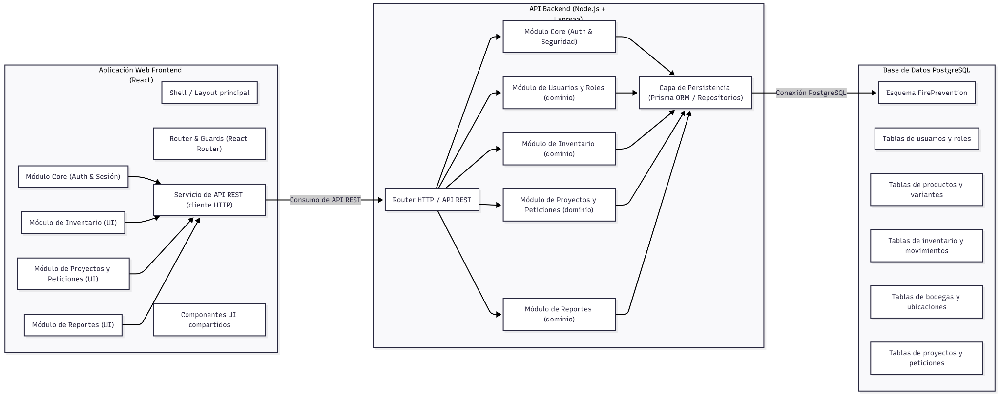 Aplicación Web Frontend
(React)
Shell / Layout principal
Router & Guards (React
Router)
Módulo Core (Auth & Sesión)
Servicio de API REST
(cliente HTTP)
Módulo de Inventario (UI)
Módulo de Proyectos y
Peticiones (UI)
Componentes UI
compartidos
Módulo de Reportes (UI)
Consumo de API REST
API Backend (Node.js +
Express)
Módulo Core (Auth &
Seguridad)
Módulo de Usuarios y Roles
(dominio)
Capa de Persistencia
(Prisma ORM / Repositorios)
Módulo de Inventario
(dominio)
Router HTTP / API REST
Módulo de Proyectos y
Peticiones (dominio)
Módulo de Reportes
(dominio)
Conexión PostgreSQL
Base de Datos PostgreSQL
Esquema FirePrevention
Tablas de usuarios y roles
Tablas de productos y
variantes
Tablas de inventario y
movimientos
Tablas de bodegas y
ubicaciones
Tablas de proyectos y
peticiones